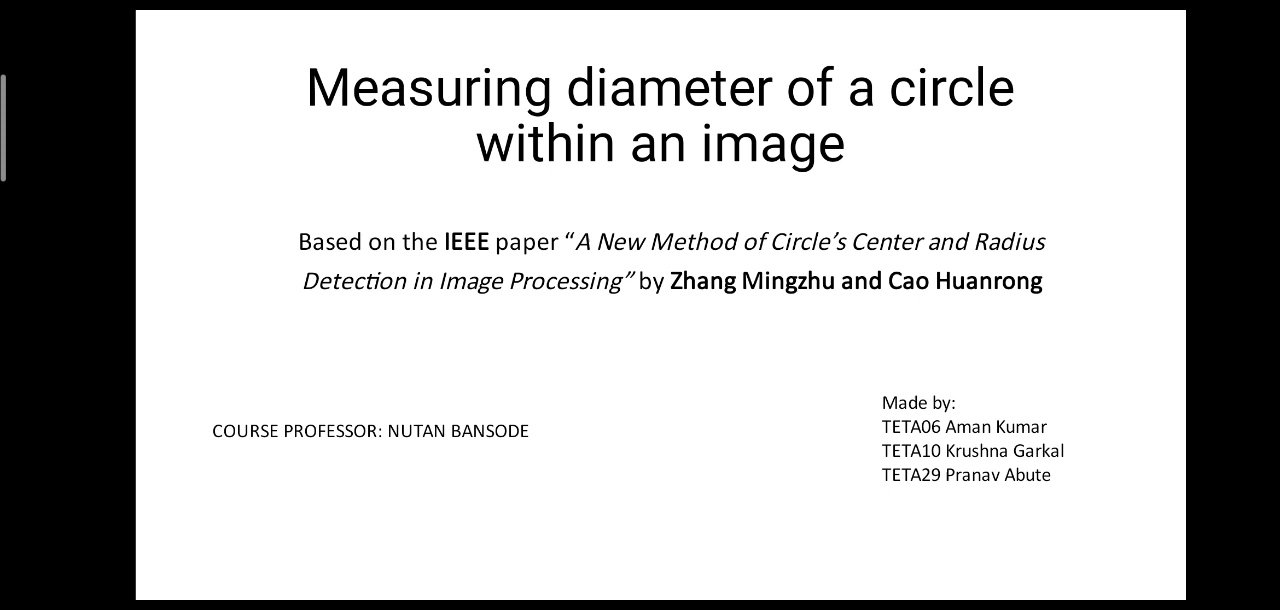 Measuring diameter of a circle
within an image
Based on the IEEE paper “A New Method of Circle’s Center and Radius
Detection in Image Processing” by Zhang Mingzhu and Cao Huanrong
COURSE PROFESSOR: NUTAN BANSODE
Made by:
TETA06 Aman Kumar
TETA10 Krushna Garkal
TETA29 Pranav Abute